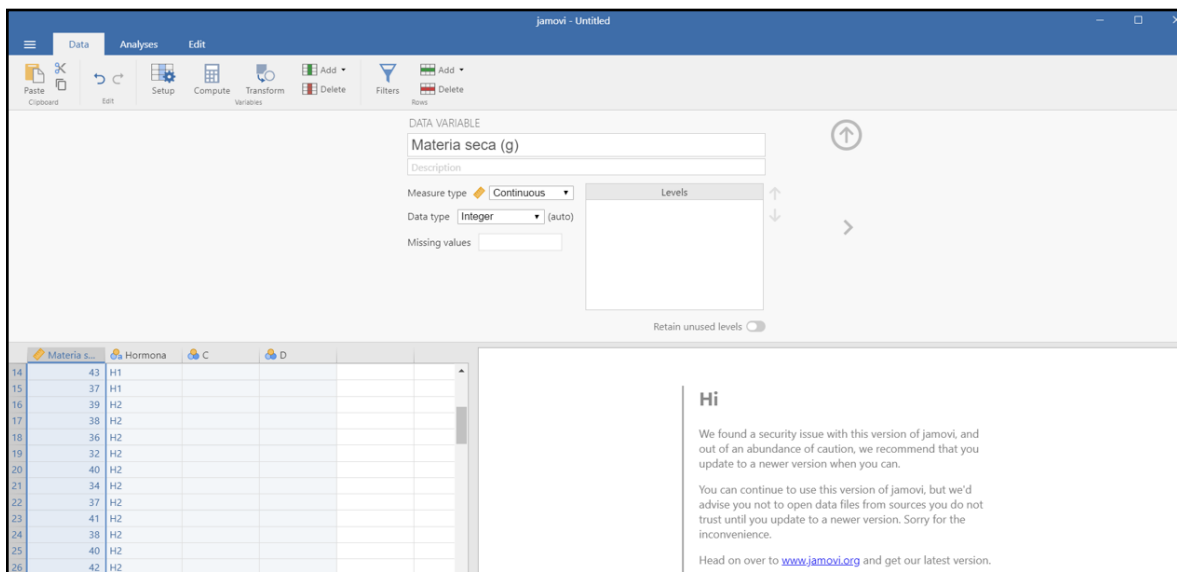 jamovi - Untitled
Data Analyses Edit
Paste
Clipboard
Edit
Setup
Compute
Transform
Add
Delete
Variables
Filters
Add
Delete
Rows
DATA VARIABLE
Materia seca (g)
Description
Measure type Continuous
Data type Integer (auto)
Missing values
Levels
Retain unused levels
Materia s... Hormona C D
14 43 H1
15 37 H1
16 39 H2
17 38 H2
18 36 H2
19 32 H2
20 40 H2
21 34 H2
22 37 H2
23 41 H2
24 38 H2
25 40 H2
26 42 H2
Hi
We found a security issue with this version of jamovi, and
out of an abundance of caution, we recommend that you
update to a newer version when you can.
You can continue to use this version of jamovi, but we'd
advise you not to open data files from sources you do not
trust until you update to a newer version. Sorry for the
inconvenience.
Head on over to www.jamovi.org and get our latest version.